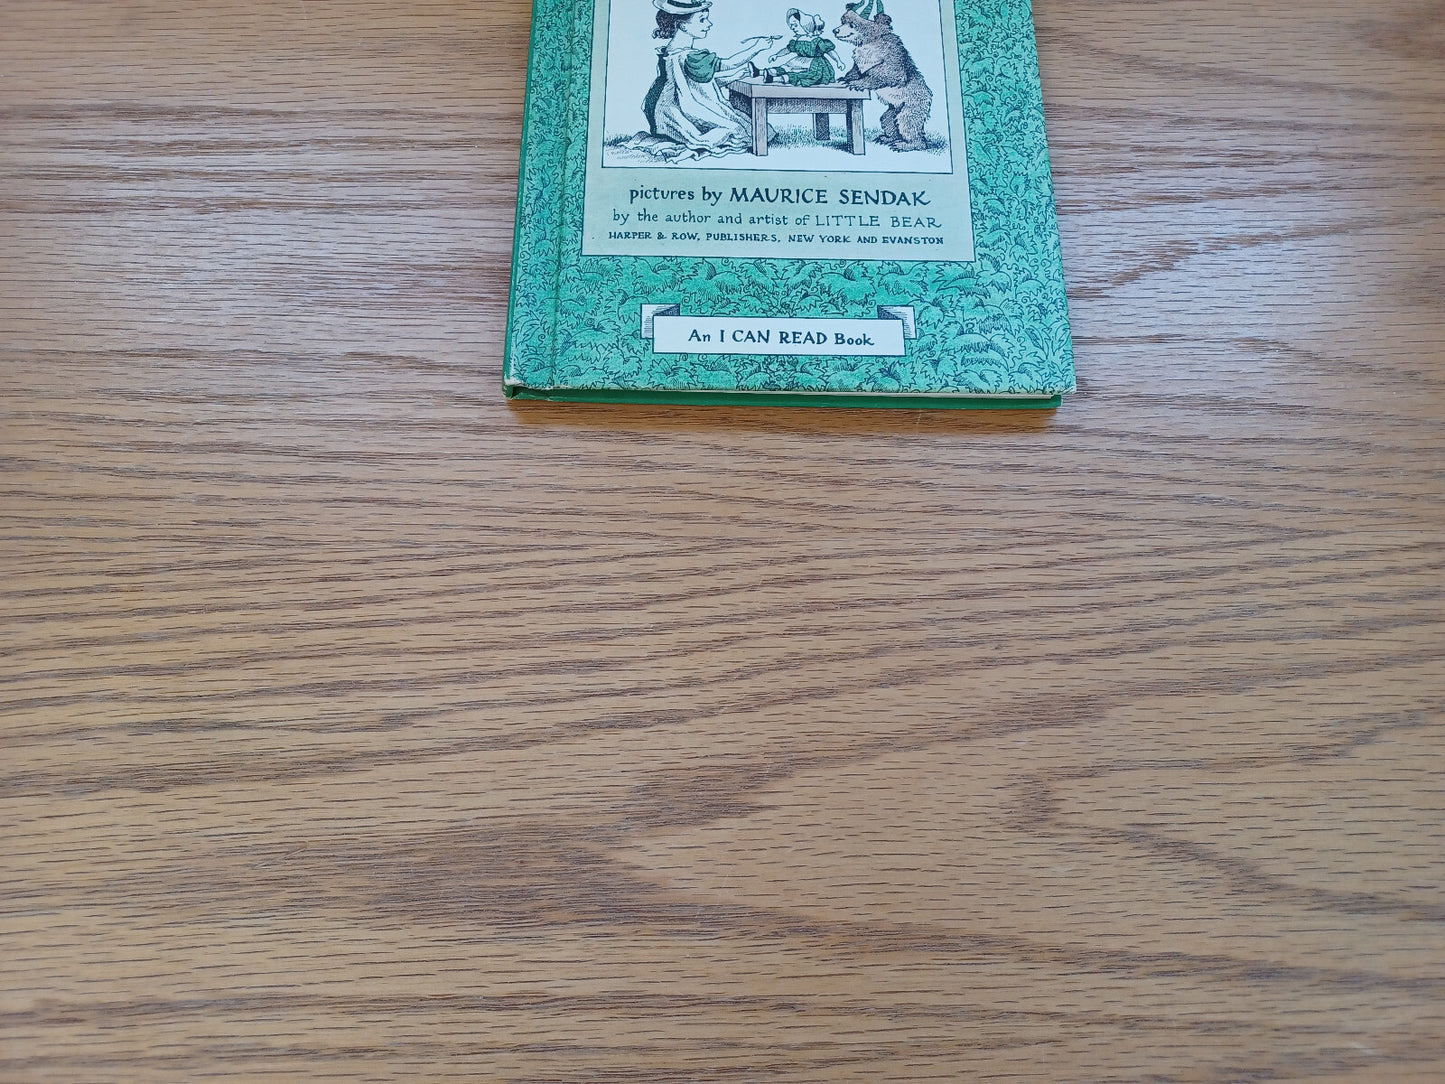 pictures by MAURICE SENDAK
by the author and artist of LITTLE BEAR
HARPER & ROW, PUBLISHERS, NEW YORK AND EVANSTON
An I CAN READ Book